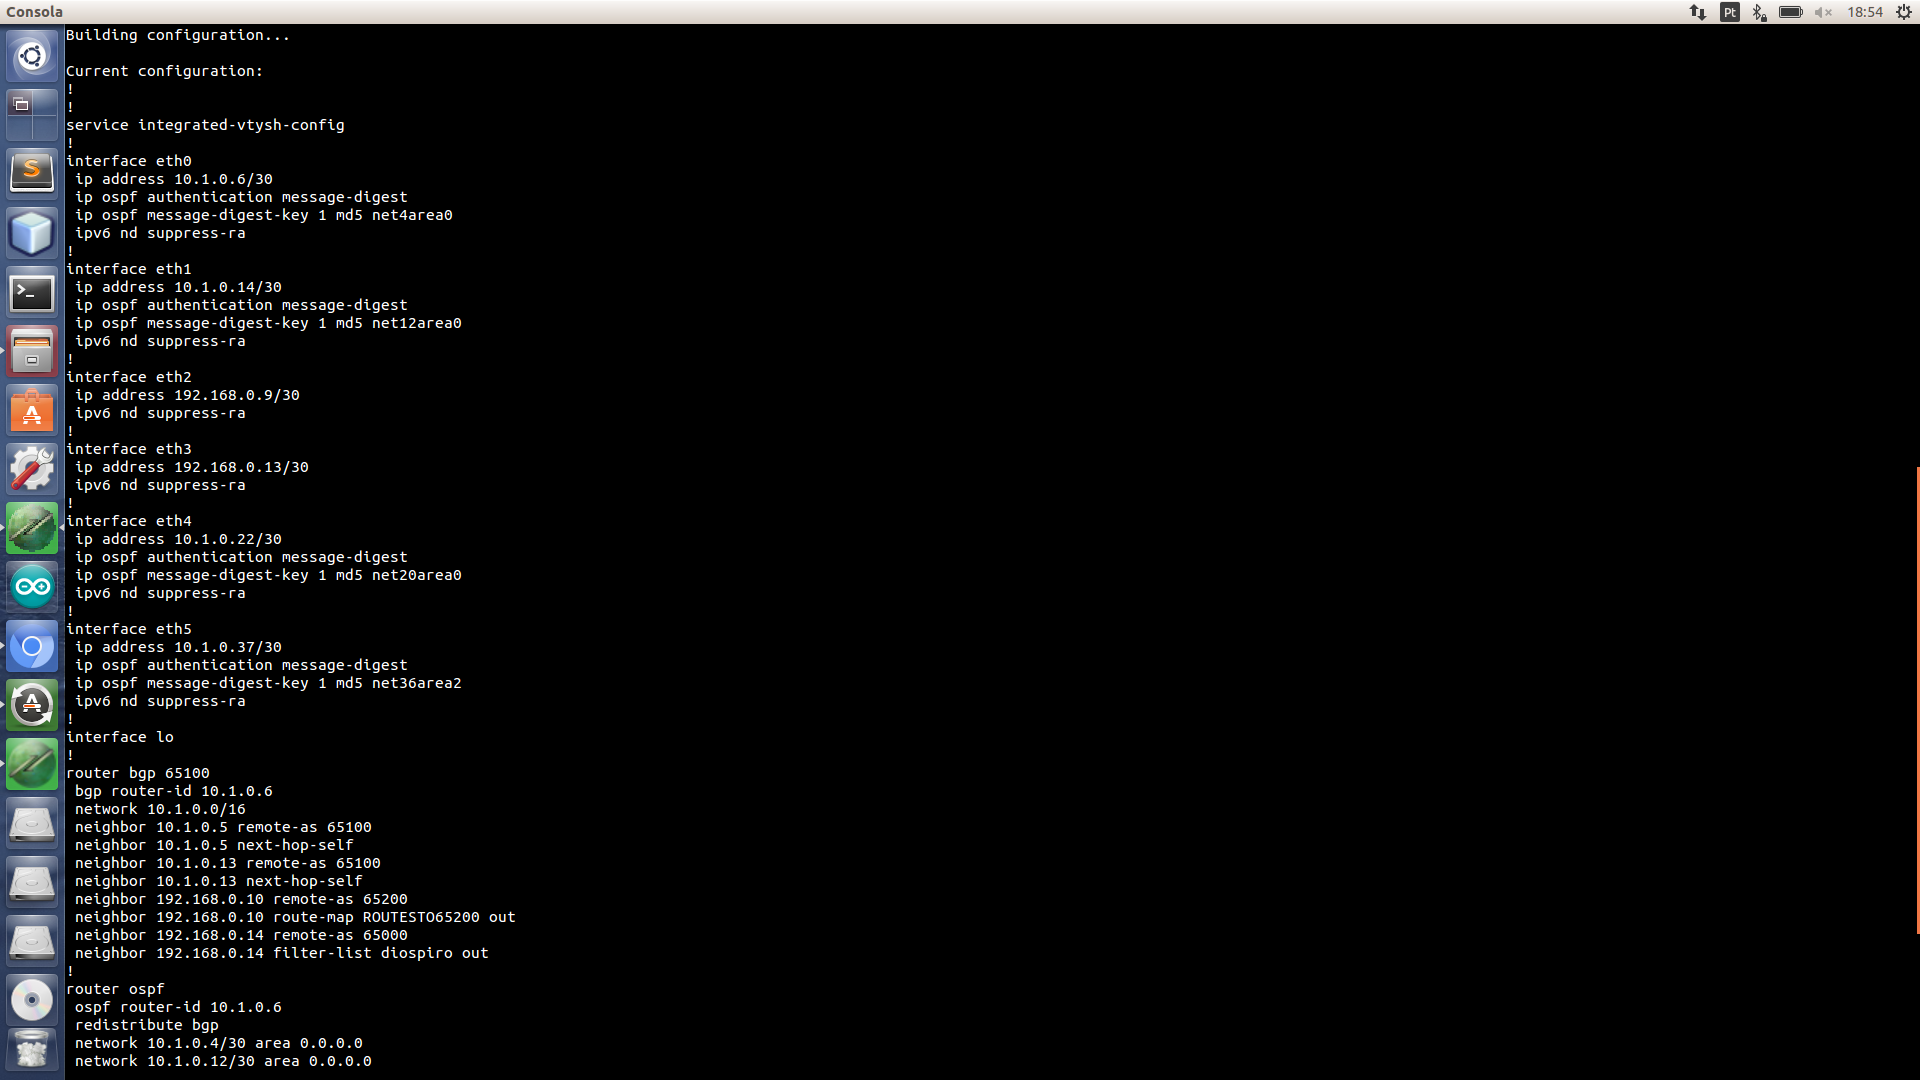 Consola
Pt
18:54
Building configuration...
Current configuration:
!
!
service integrated-vtysh-config
!
interface eth0
 ip address 10.1.0.6/30
 ip ospf authentication message-digest
 ip ospf message-digest-key 1 md5 net4area0
 ipv6 nd suppress-ra
!
interface eth1
 ip address 10.1.0.14/30
 ip ospf authentication message-digest
 ip ospf message-digest-key 1 md5 net12area0
 ipv6 nd suppress-ra
!
interface eth2
 ip address 192.168.0.9/30
 ipv6 nd suppress-ra
!
interface eth3
 ip address 192.168.0.13/30
 ipv6 nd suppress-ra
!
interface eth4
 ip address 10.1.0.22/30
 ip ospf authentication message-digest
 ip ospf message-digest-key 1 md5 net20area0
 ipv6 nd suppress-ra
!
interface eth5
 ip address 10.1.0.37/30
 ip ospf authentication message-digest
 ip ospf message-digest-key 1 md5 net36area2
 ipv6 nd suppress-ra
!
interface lo
!
router bgp 65100
 bgp router-id 10.1.0.6
 network 10.1.0.0/16
 neighbor 10.1.0.5 remote-as 65100
 neighbor 10.1.0.5 next-hop-self
 neighbor 10.1.0.13 remote-as 65100
 neighbor 10.1.0.13 next-hop-self
 neighbor 192.168.0.10 remote-as 65200
 neighbor 192.168.0.10 route-map ROUTESTO65200 out
 neighbor 192.168.0.14 remote-as 65000
 neighbor 192.168.0.14 filter-list diospiro out
!
router ospf
 ospf router-id 10.1.0.6
 redistribute bgp
 network 10.1.0.4/30 area 0.0.0.0
 network 10.1.0.12/30 area 0.0.0.0